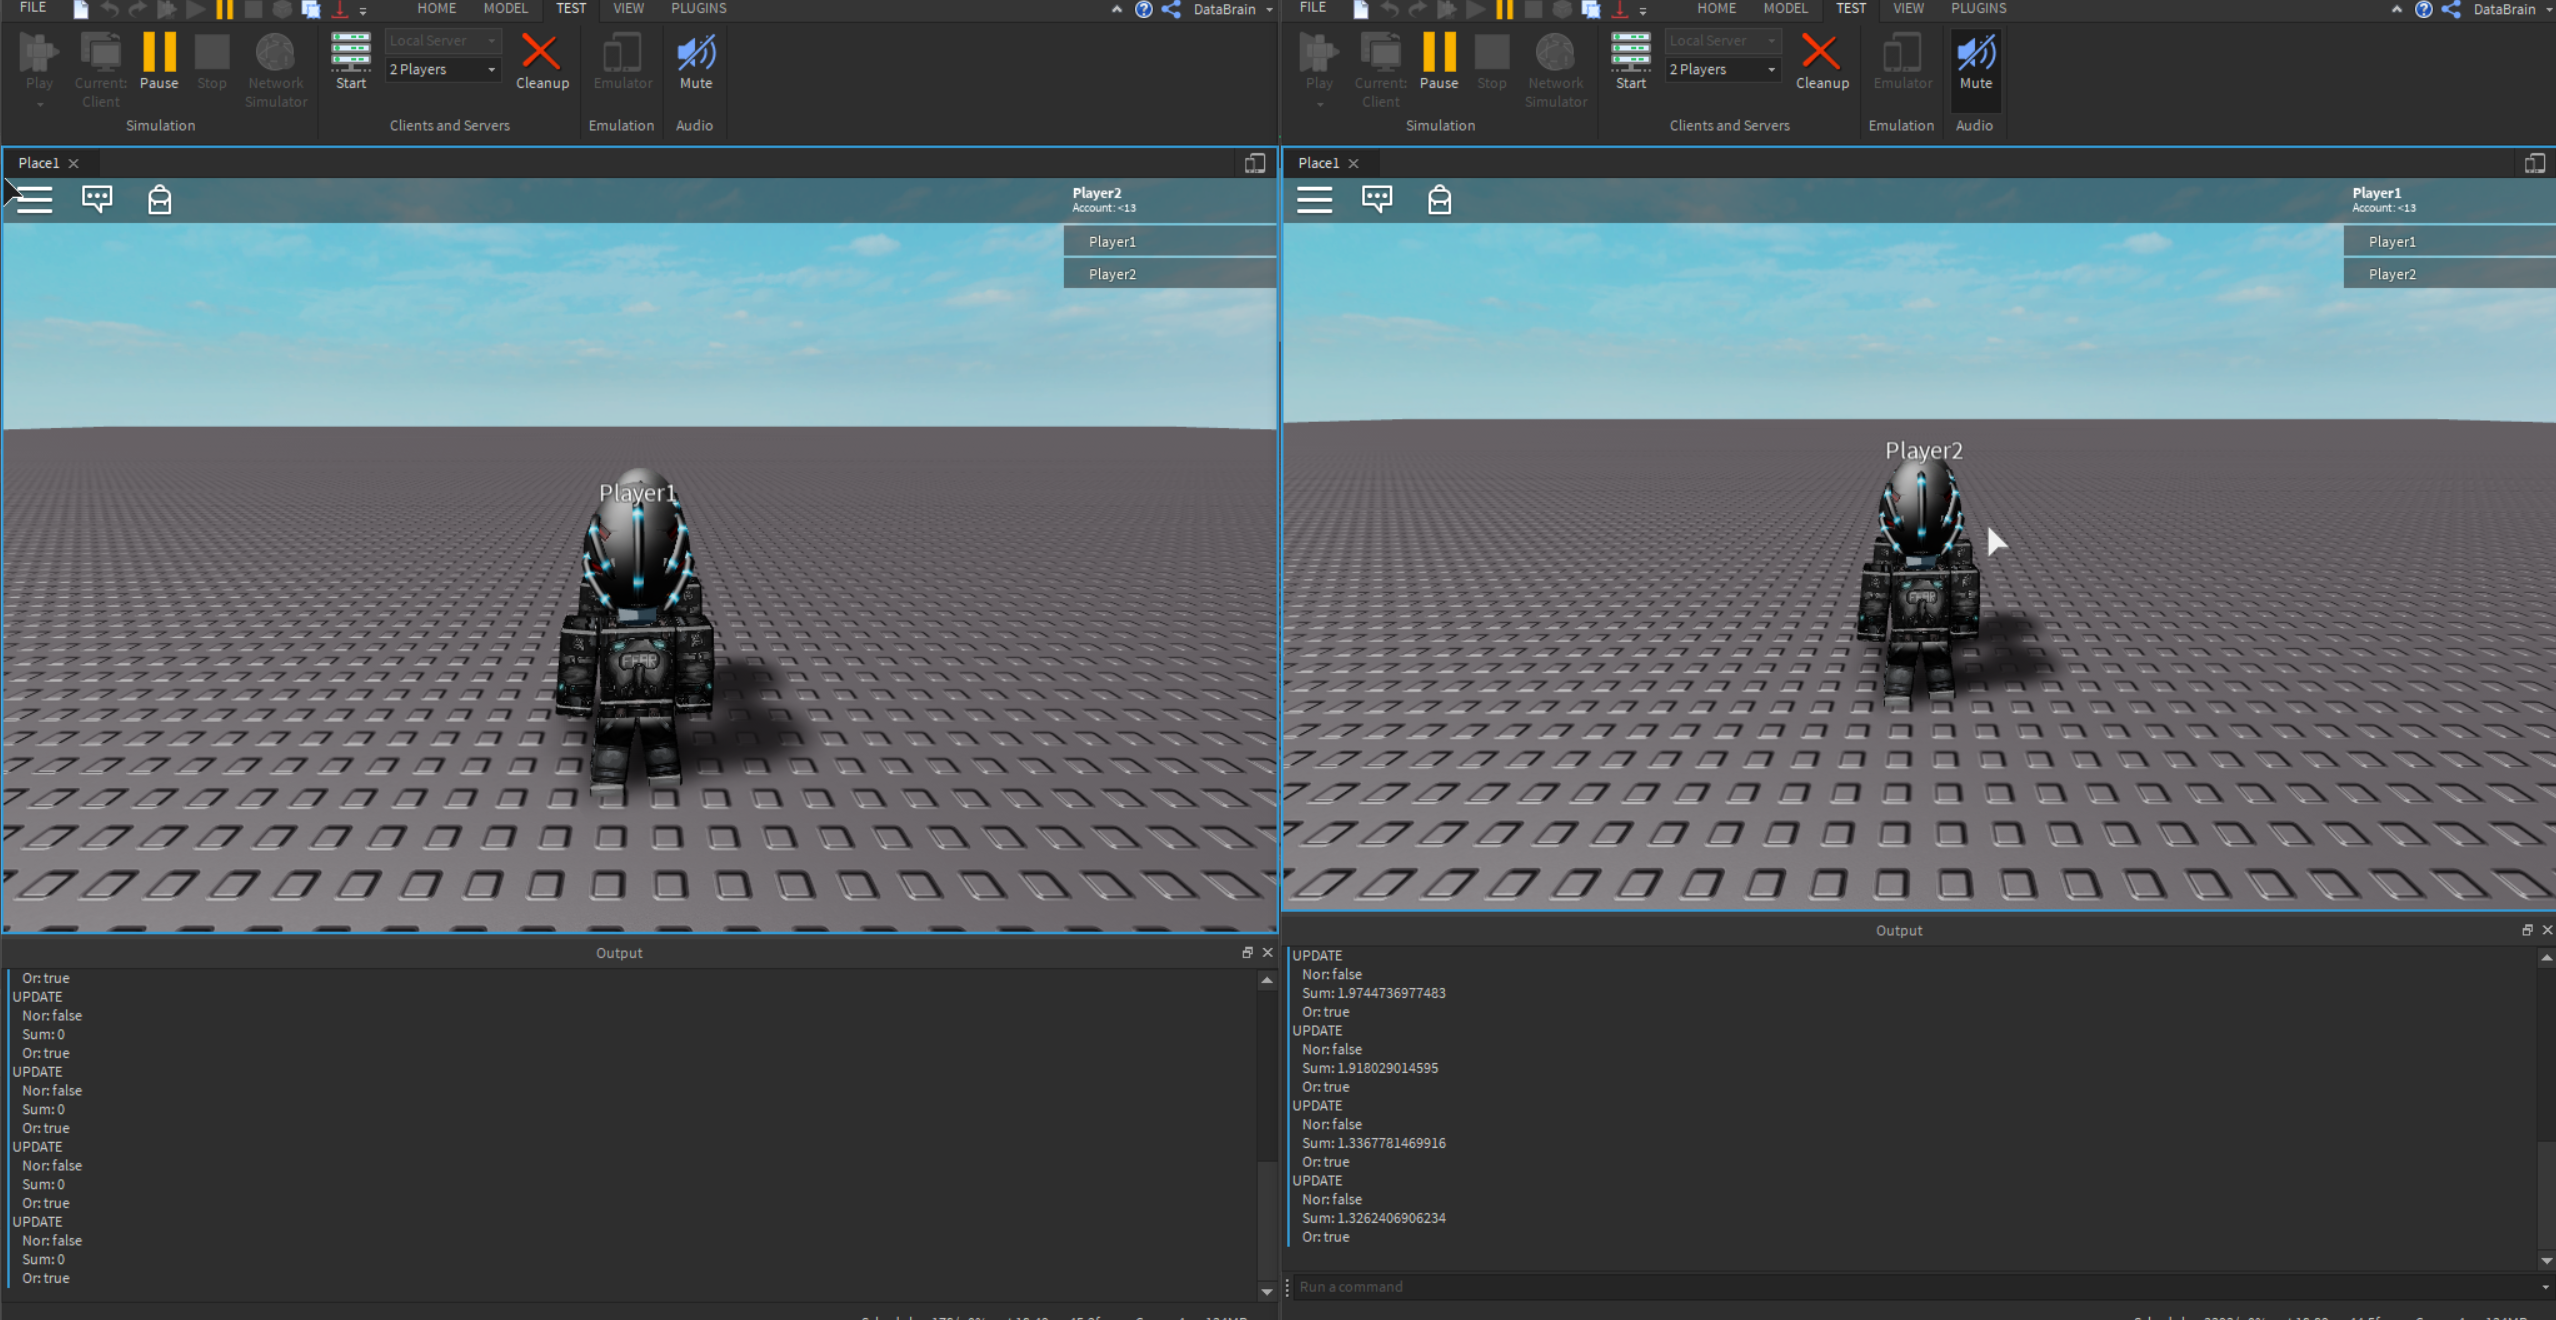 FILE HOME MODEL TEST VIEW PLUGINS DataBrain
Play Current: Client Pause Stop Network Simulator Start Local Server 2 Players Cleanup Emulator Mute
Simulation Clients and Servers Emulation Audio
Place1
Player2
Account: <13
Player1
Player2
Player1
Output
Or: true
UPDATE
Nor: false
Sum: 0
Or: true
UPDATE
Nor: false
Sum: 0
Or: true
UPDATE
Nor: false
Sum: 0
Or: true
UPDATE
Nor: false
Sum: 0
Or: true
FILE HOME MODEL TEST VIEW PLUGINS DataBrain
Play Current: Client Pause Stop Network Simulator Start Local Server 2 Players Cleanup Emulator Mute
Simulation Clients and Servers Emulation Audio
Place1
Player1
Account: <13
Player1
Player2
Player2
Output
UPDATE
Nor: false
Sum: 1.9744736977483
Or: true
UPDATE
Nor: false
Sum: 1.918029014595
Or: true
UPDATE
Nor: false
Sum: 1.3367781469916
Or: true
UPDATE
Nor: false
Sum: 1.3262406906234
Or: true
Run a command